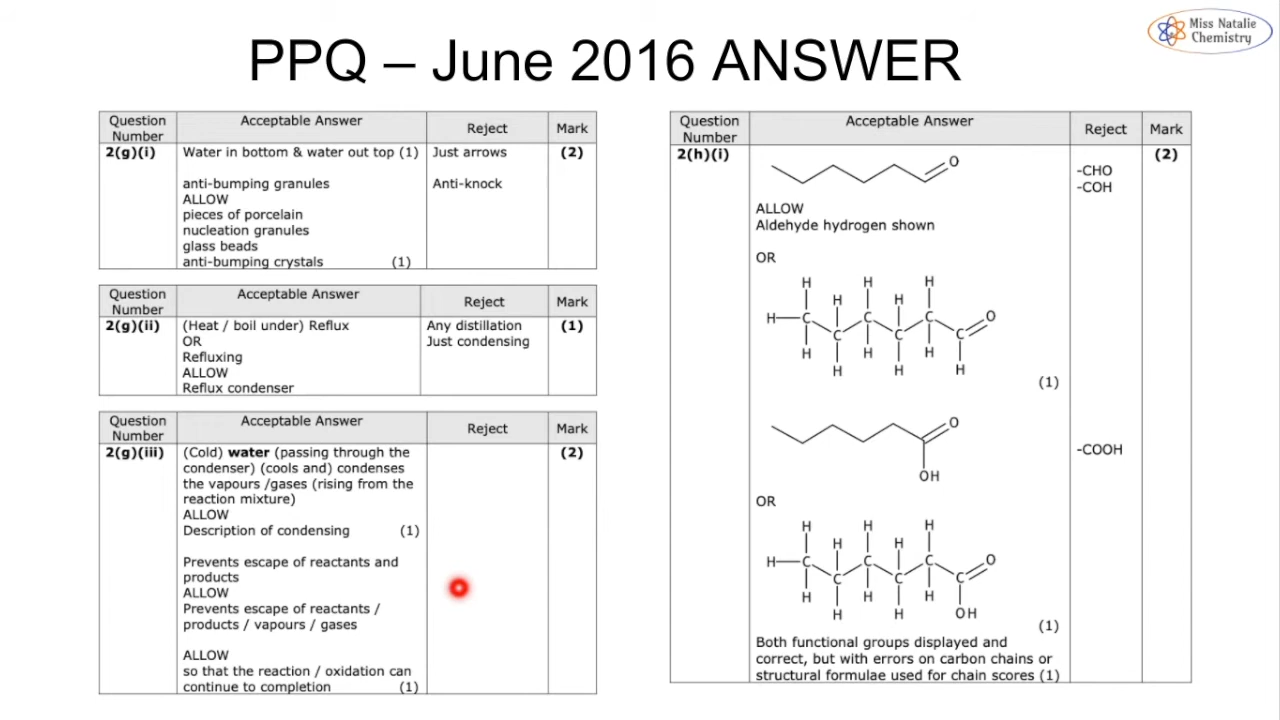 Miss Natalie
Chemistry
PPQ – June 2016 ANSWER
Question
Number
Acceptable Answer
Reject
Mark
2(g)(i)
Water in bottom & water out top (1)
Just arrows
(2)
anti-bumping granules
Anti-knock
ALLOW
pieces of porcelain
nucleation granules
glass beads
anti-bumping crystals (1)
Question
Number
Acceptable Answer
Reject
Mark
2(g)(ii)
(Heat / boil under) Reflux
Any distillation
(1)
OR
Just condensing
Refluxing
ALLOW
Reflux condenser
Question
Number
Acceptable Answer
Reject
Mark
2(g)(iii)
(Cold) water (passing through the
(2)
condenser) (cools and) condenses
the vapours /gases (rising from the
reaction mixture)
ALLOW
Description of condensing (1)
Prevents escape of reactants and
products
ALLOW
Prevents escape of reactants /
products / vapours / gases
ALLOW
so that the reaction / oxidation can
continue to completion (1)
Question
Number
Acceptable Answer
Reject
Mark
2(h)(i)
(2)
O
-CHO
-COH
ALLOW
Aldehyde hydrogen shown
OR
H H H
H H
H C C C O
C C C
H H H
H H H
(1)
O
-COOH
OH
OR
H H H
H H
H C C C O
C C C
H H H
H H OH
(1)
Both functional groups displayed and
correct, but with errors on carbon chains or
structural formulae used for chain scores (1)